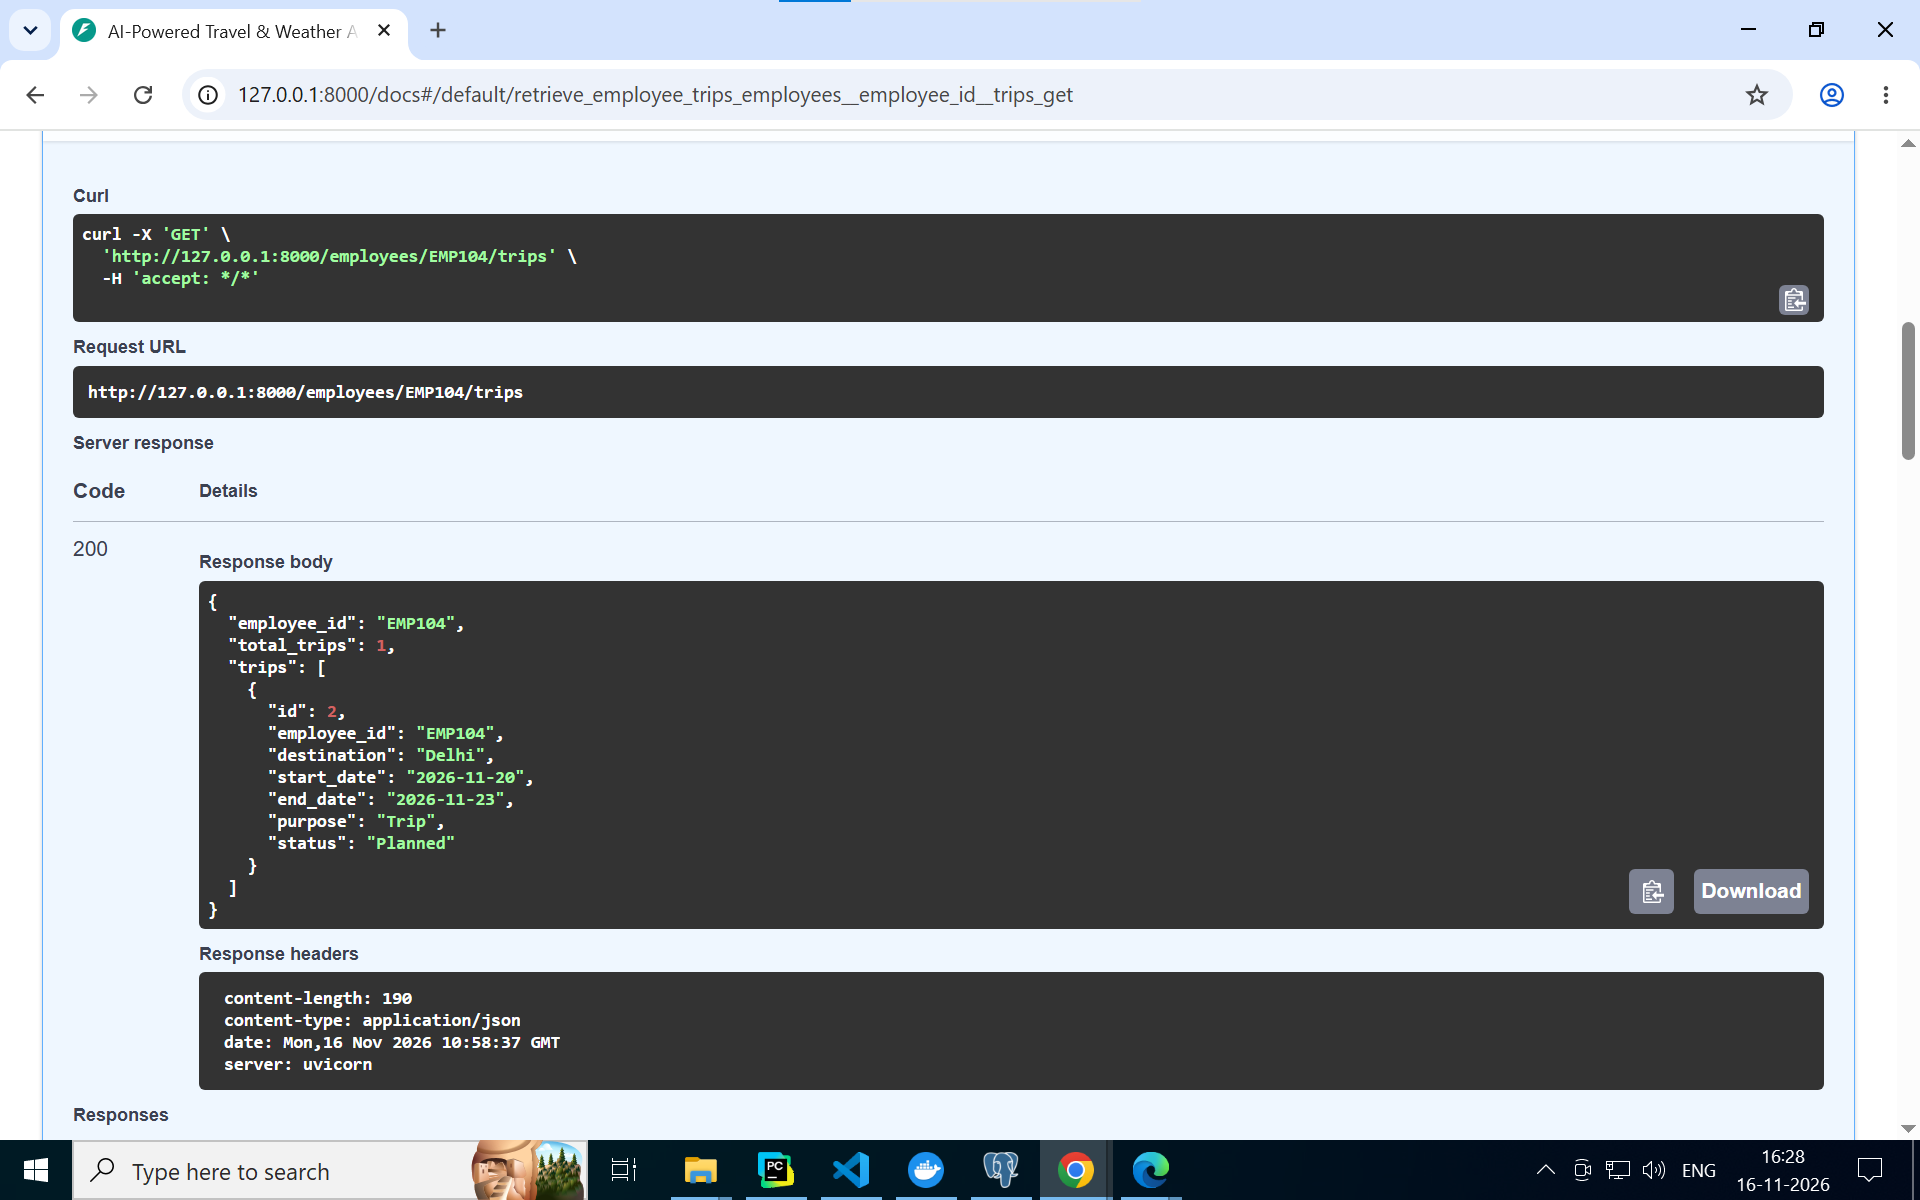 AI-Powered Travel & Weather A
127.0.0.1:8000/docs#/default/retrieve_employee_trips_employees__employee_id__trips_get
Curl
curl -X 'GET' \
'http://127.0.0.1:8000/employees/EMP104/trips' \
-H 'accept: */*'
Request URL
http://127.0.0.1:8000/employees/EMP104/trips
Server response
Code Details
200
Response body
{
"employee_id": "EMP104",
"total_trips": 1,
"trips": [
{
"id": 2,
"employee_id": "EMP104",
"destination": "Delhi",
"start_date": "2026-11-20",
"end_date": "2026-11-23",
"purpose": "Trip",
"status": "Planned"
}
]
}
Download
Response headers
content-length: 190
content-type: application/json
date: Mon,16 Nov 2026 10:58:37 GMT
server: uvicorn
Responses
Type here to search
PC
ENG
16:28
16-11-2026